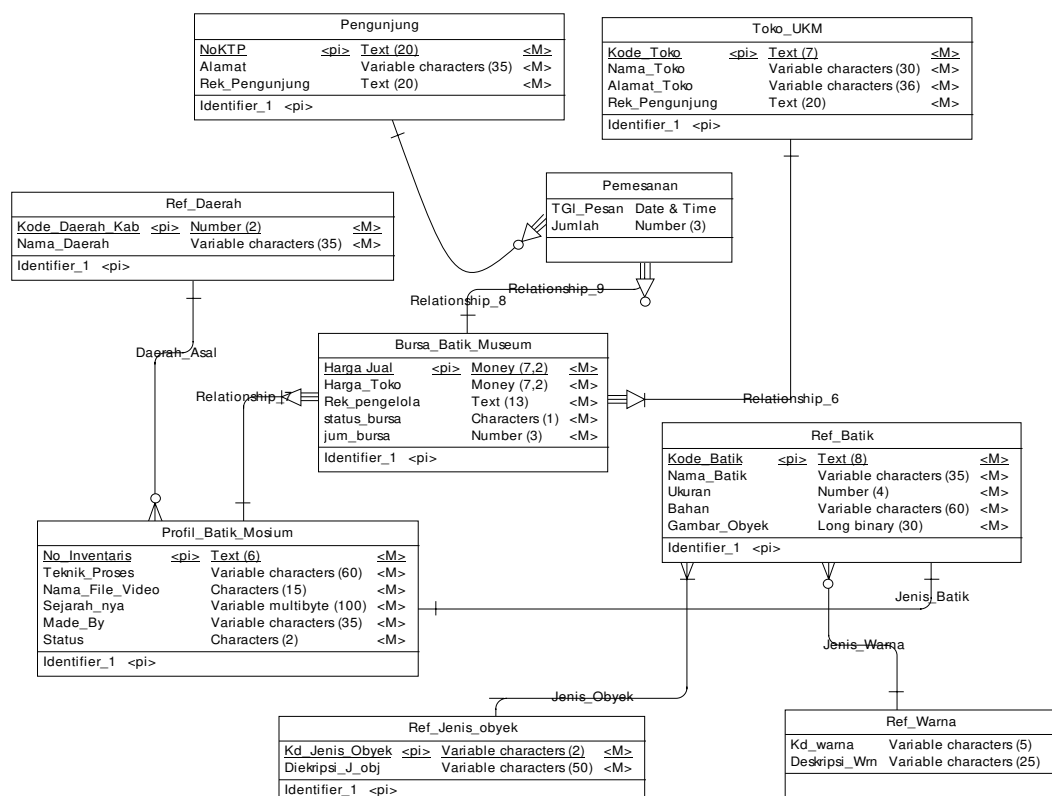 Pengunjung
NoKTP <pi> Text (20) <M>
Alamat Variable characters (35) <M>
Rek_Pengunjung Text (20) <M>
Identifier_1 <pi>
Toko_UKM
Kode_Toko <pi> Text (7) <M>
Nama_Toko Variable characters (30) <M>
Alamat_Toko Variable characters (36) <M>
Rek_Pengunjung Text (20) <M>
Identifier_1 <pi>
Pemesanan
TGl_Pesan Date & Time
Jumlah Number (3)
Ref_Daerah
Kode_Daerah_Kab <pi> Number (2) <M>
Nama_Daerah Variable characters (35) <M>
Identifier_1 <pi>
Relationship_9
Relationship_8
Daerah_Asal
Bursa_Batik_Museum
Harga Jual <pi> Money (7,2) <M>
Harga_Toko Money (7,2) <M>
Rek_pengelola Text (13) <M>
status_bursa Characters (1) <M>
jum_bursa Number (3) <M>
Identifier_1 <pi>
Relationship_7
Relationship_6
Ref_Batik
Kode_Batik <pi> Text (8) <M>
Nama_Batik Variable characters (35) <M>
Ukuran Number (4) <M>
Bahan Variable characters (60) <M>
Gambar_Obyek Long binary (30) <M>
Identifier_1 <pi>
Profil_Batik_Mosium
No_Inventaris <pi> Text (6) <M>
Teknik_Proses Variable characters (60) <M>
Nama_File_Video Characters (15) <M>
Sejarah_nya Variable multibyte (100) <M>
Made_By Variable characters (35) <M>
Status Characters (2) <M>
Identifier_1 <pi>
Jenis_Batik
Jenis_Warna
Jenis_Obyek
Ref_Jenis_obyek
Kd_Jenis_Obyek <pi> Variable characters (2) <M>
Diekripsi_J_obj Variable characters (50) <M>
Identifier_1 <pi>
Ref_Warna
Kd_warna Variable characters (5)
Deskripsi_Wrn Variable characters (25)